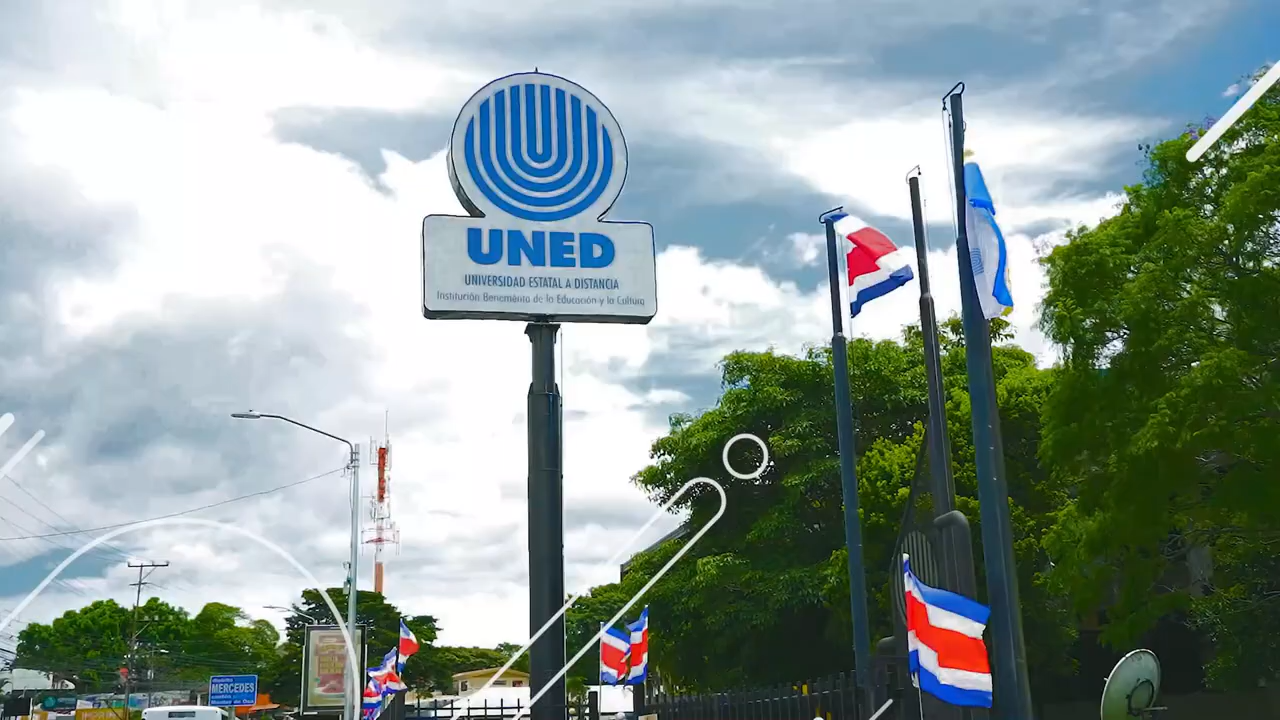 UNED
UNIVERSIDAD ESTATAL A DISTANCIA
Institución Benemérita de la Educación y la Cultura
MERCEDES